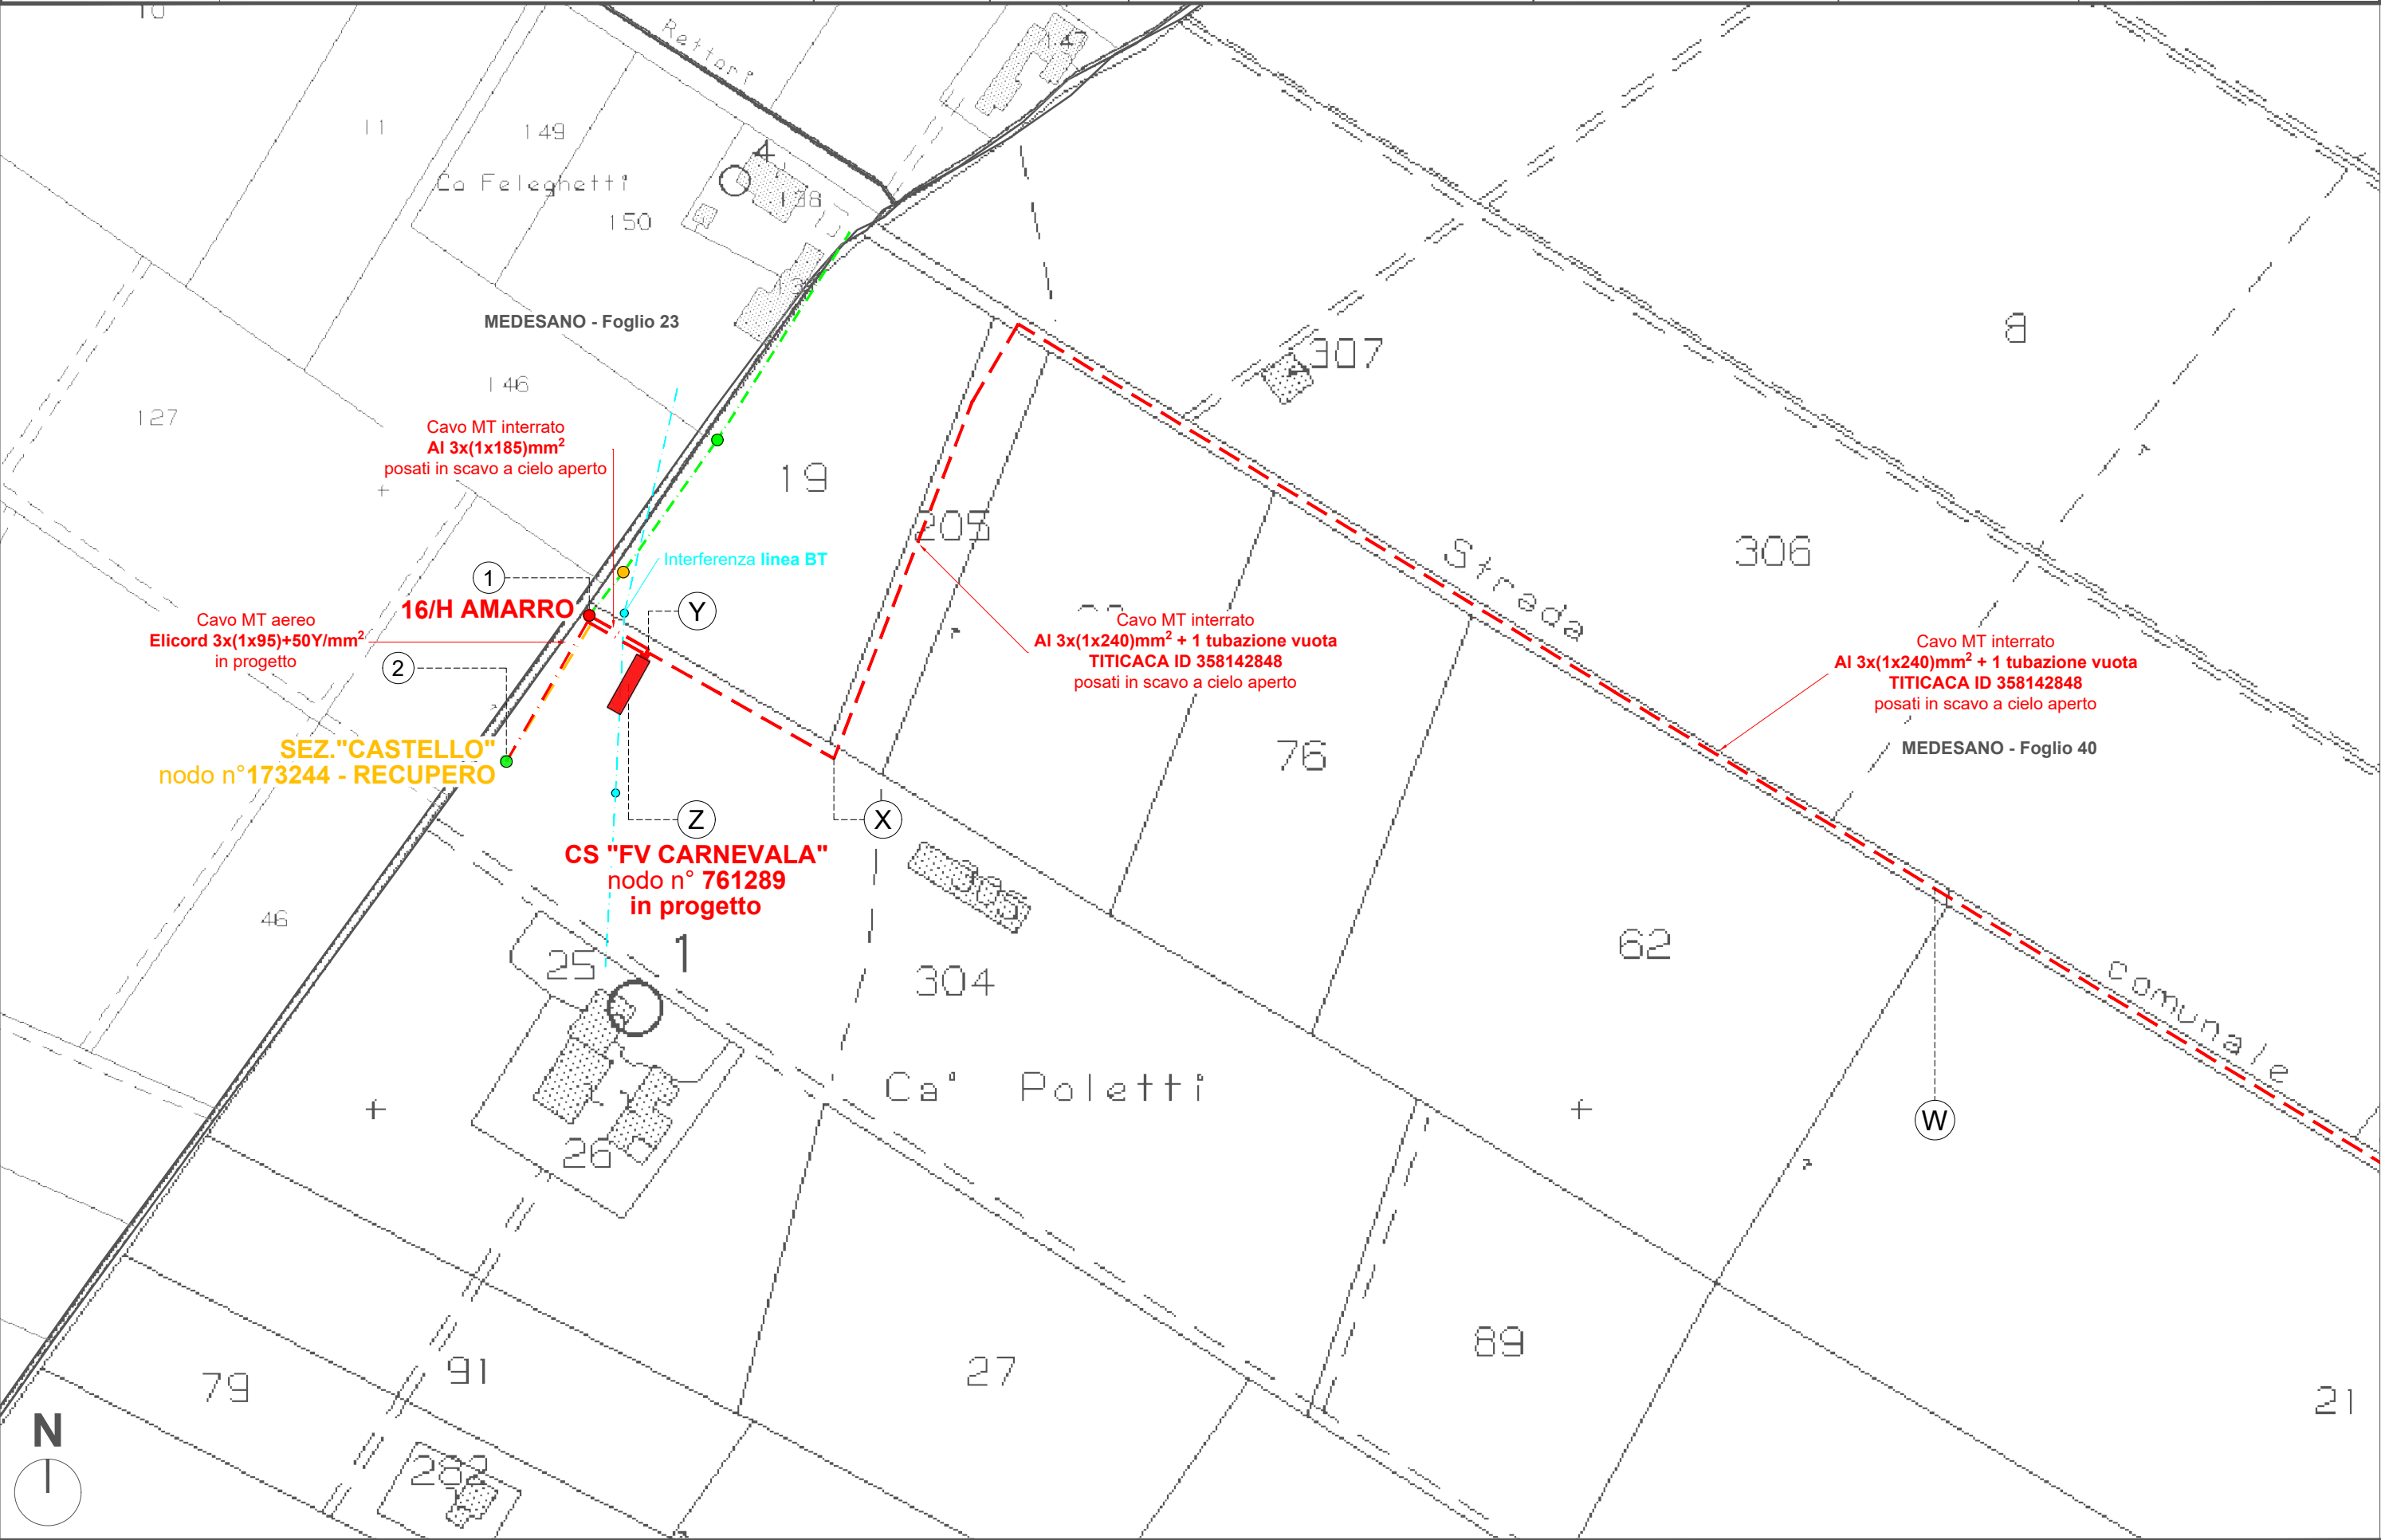 10
Rettori
147
11
149
4
Ca Feleghetti
138
150
MEDESANO - Foglio 23
8
307
146
127
Cavo MT interrato
Al 3x(1x185)mm²
posati in scavo a cielo aperto
19
205
Strada
306
Interferenza linea BT
1
16/H AMARRO
Y
Cavo MT aereo
Elicord 3x(1x95)+50Y/mm²
in progetto
2
Cavo MT interrato
Al 3x(1x240)mm² + 1 tubazione vuota
TITICACA ID 358142848
posati in scavo a cielo aperto
Cavo MT interrato
Al 3x(1x240)mm² + 1 tubazione vuota
TITICACA ID 358142848
posati in scavo a cielo aperto
MEDESANO - Foglio 40
SEZ."CASTELLO"
nodo n°173244 - RECUPERO
76
Z
X
CS "FV CARNEVALA"
nodo n° 761289
in progetto
305
46
1
25
304
62
comunale
Ca' Poletti
W
26
89
27
91
79
21
N
282